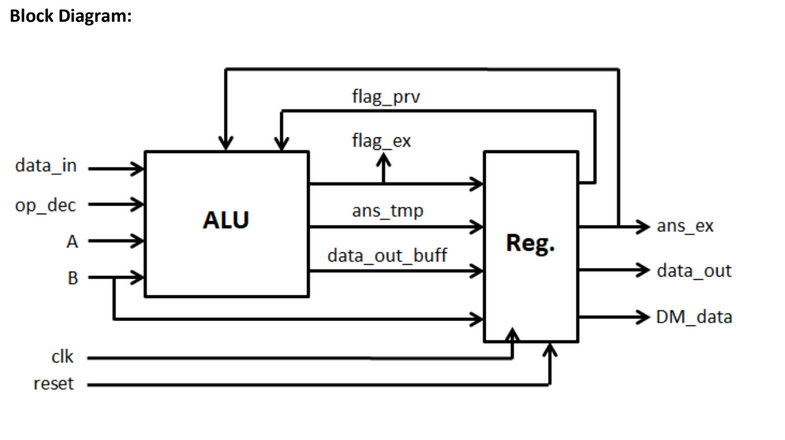 Block Diagram:
flag_prv
flag_ex
data_in
op_dec
ALU
ans_tmp
A
Reg.
ans_ex
data_out_buff
B
data_out
DM_data
clk
reset